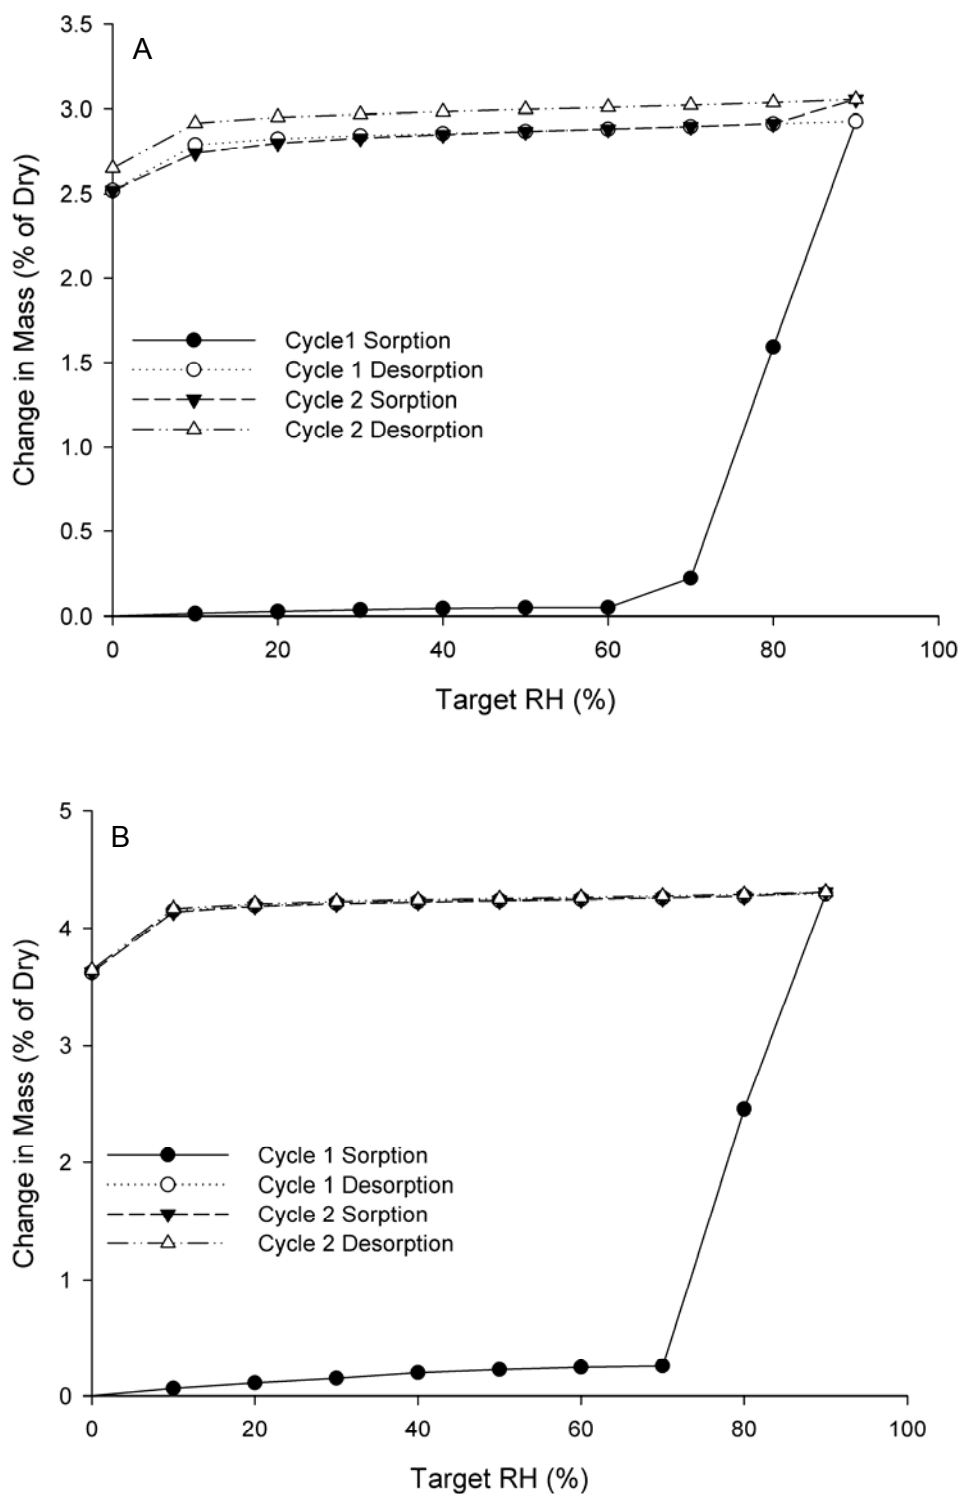 3.5
A
3.0
2.5
2.0
1.5
1.0
0.5
0.0
Change in Mass (% of Dry)
Cycle1 Sorption
Cycle 1 Desorption
Cycle 2 Sorption
Cycle 2 Desorption
0 20 40 60 80 100
Target RH (%)
5
B
4
3
2
1
0
Change in Mass (% of Dry)
Cycle 1 Sorption
Cycle 1 Desorption
Cycle 2 Sorption
Cycle 2 Desorption
0 20 40 60 80 100
Target RH (%)